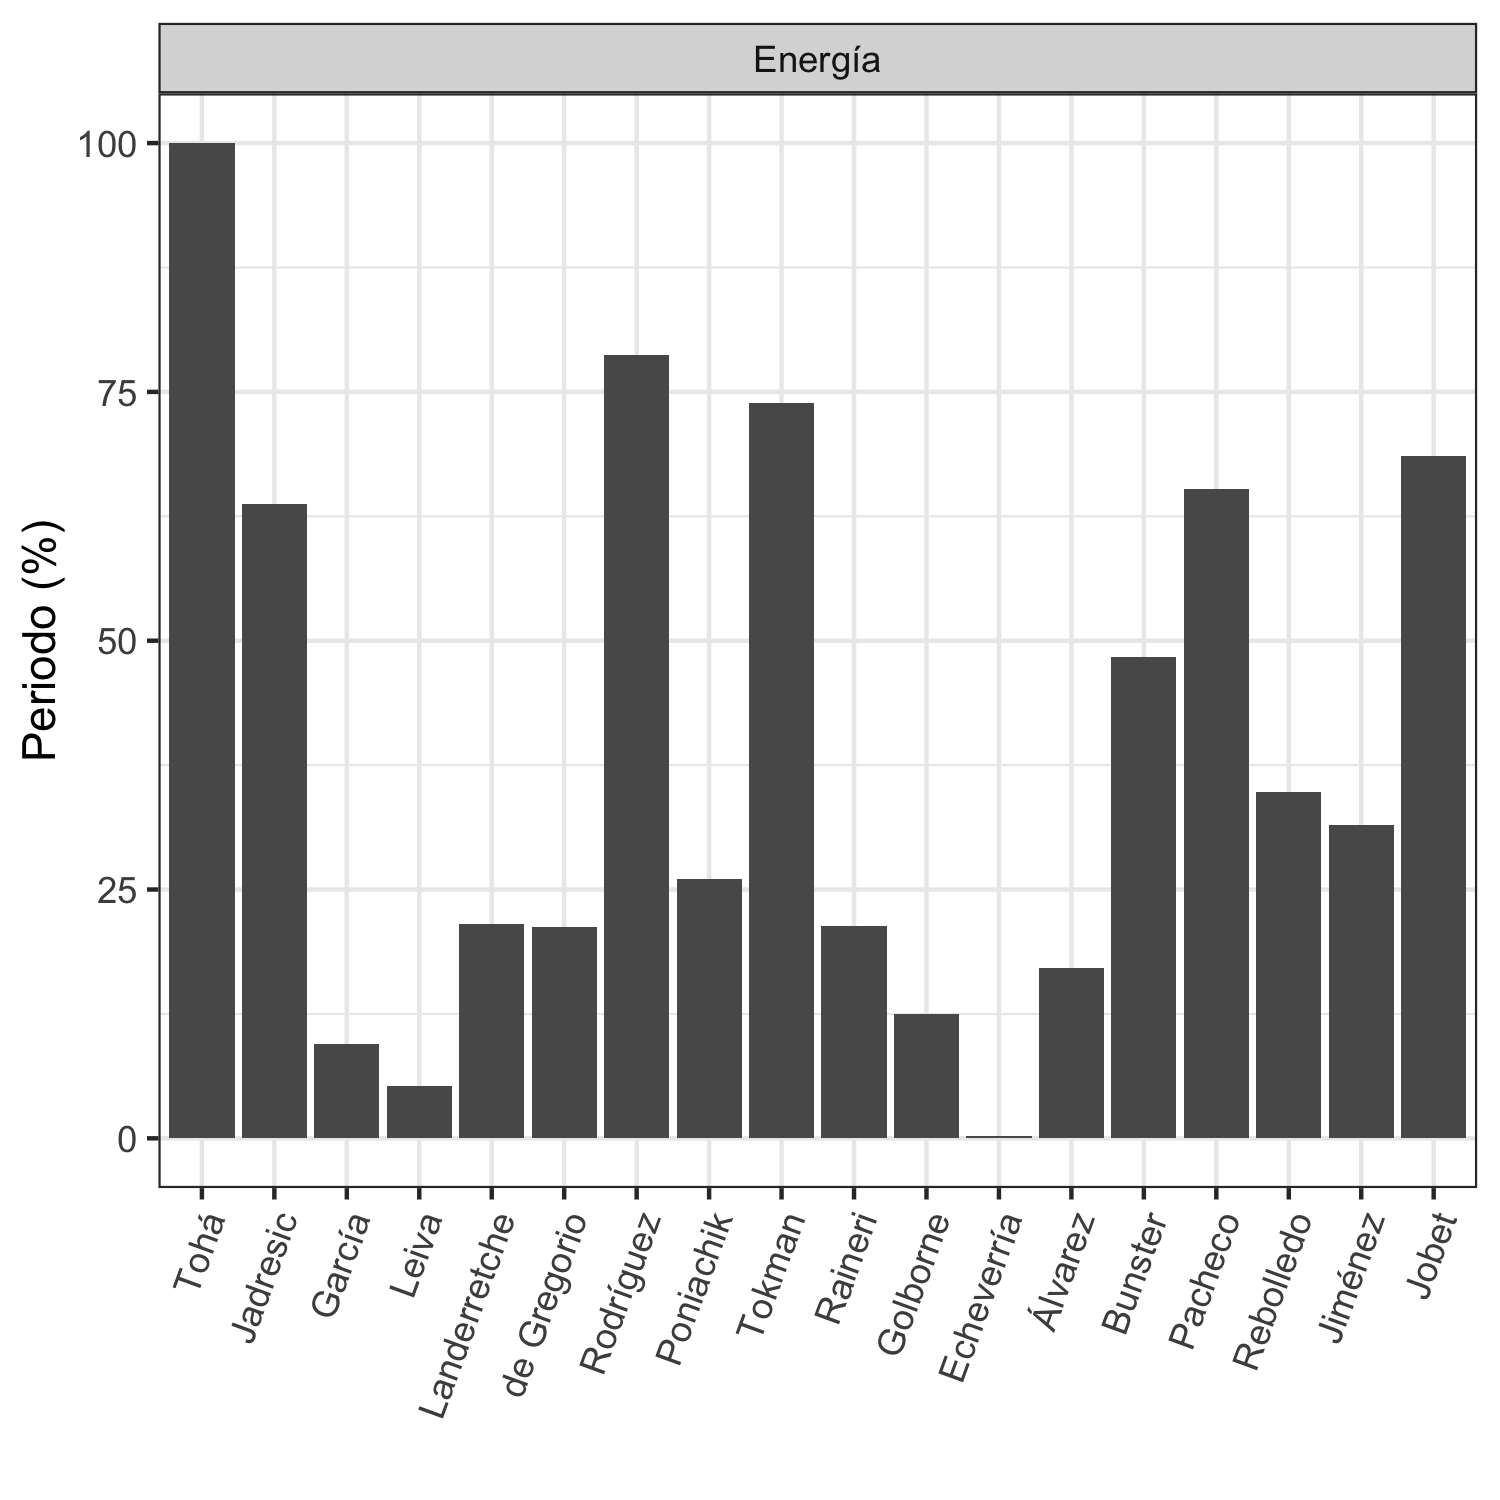 Energía
Periodo (%)
100
75
50
25
0
Tohá
Jadresic
García
Leiva
Landerretche
de Gregorio
Rodríguez
Poniachik
Tokman
Raineri
Golborne
Echeverría
Álvarez
Bunster
Pacheco
Rebolledo
Jiménez
Jobet